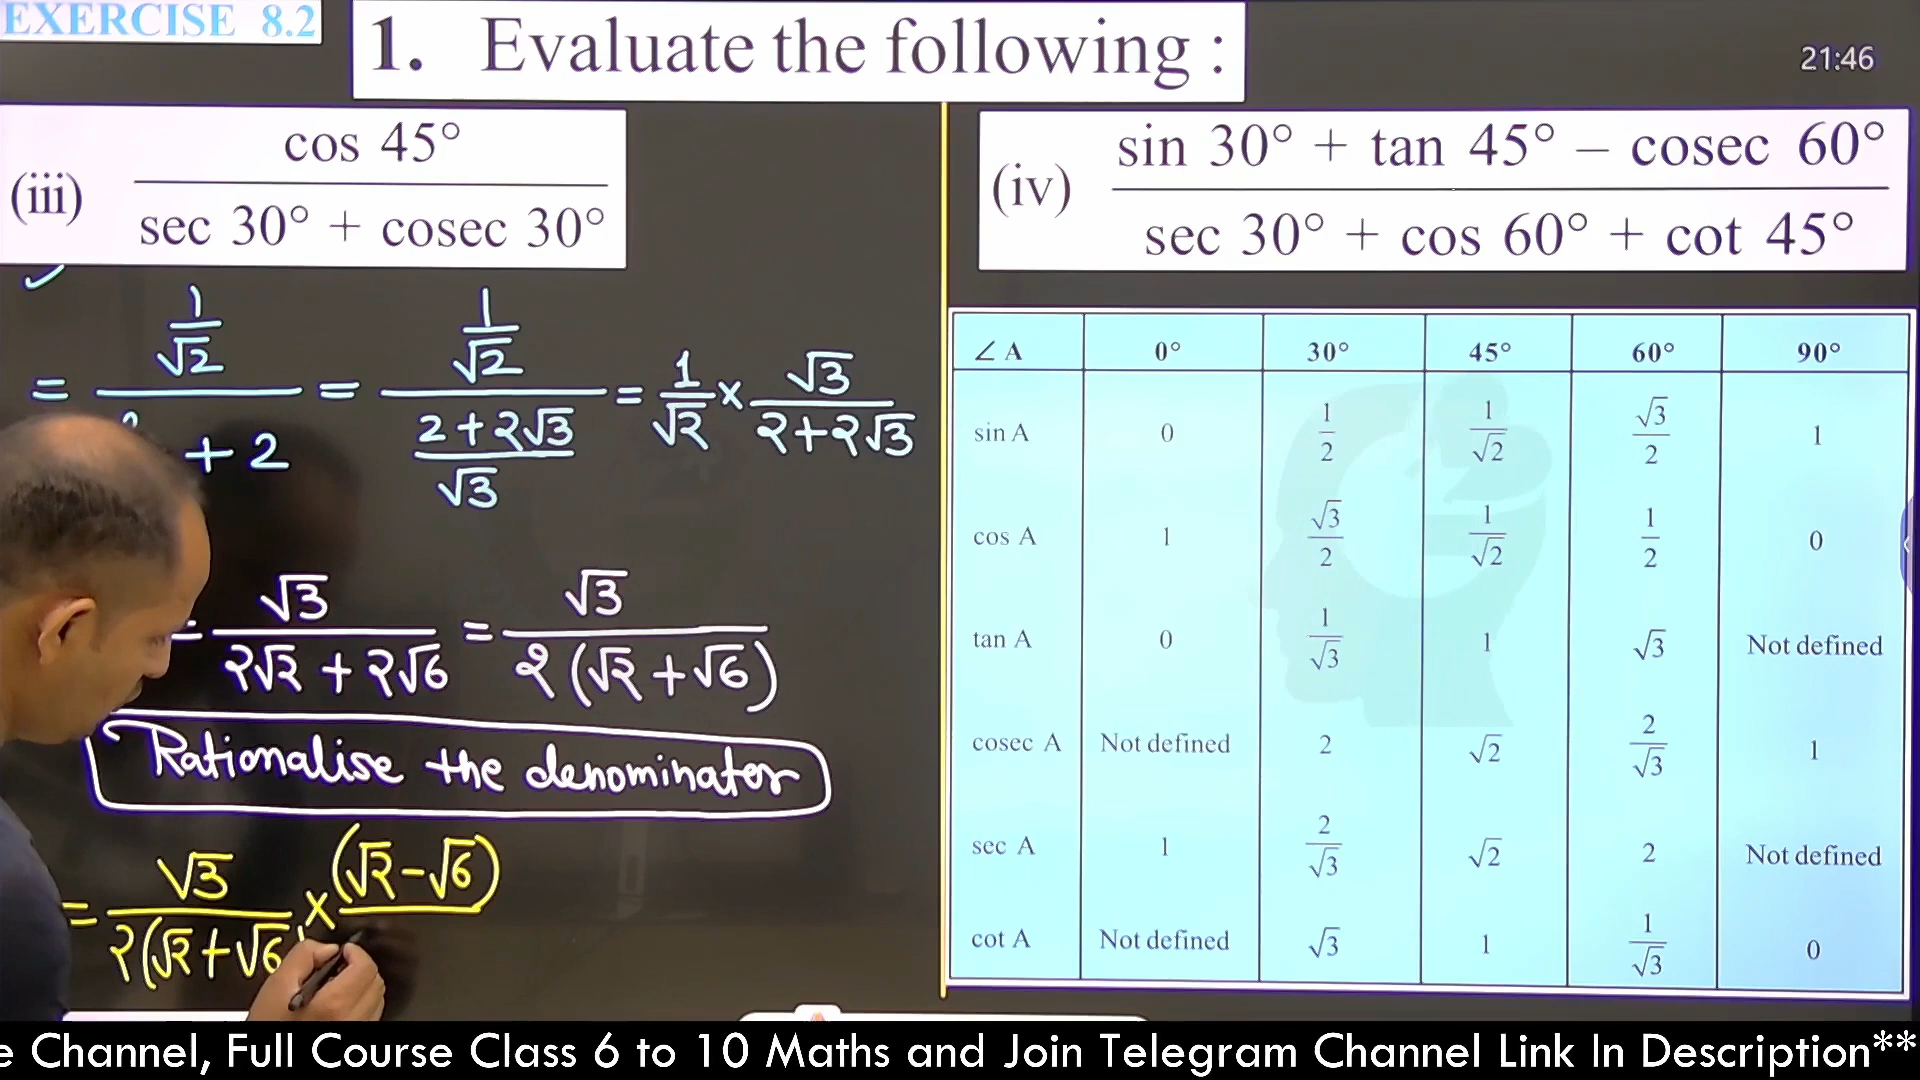 EXERCISE 8.2
1. Evaluate the following :
21:46
(iii) cos 45° / sec 30° + cosec 30°
(iv) sin 30° + tan 45° – cosec 60° / sec 30° + cos 60° + cot 45°
= 1/√2 / + 2 = 1/√2 / (2+2√3 / √3) = 1/√2 × √3 / 2+2√3
= √3 / 2√2 + 2√6 = √3 / 2(√2+√6)
Rationalise the denominator
= √3 / 2(√2+√6 × (√2-√6)
∠A 0° 30° 45° 60° 90°
sin A 0 1/2 1/√2 √3/2 1
cos A 1 √3/2 1/√2 1/2 0
tan A 0 1/√3 1 √3 Not defined
cosec A Not defined 2 √2 2/√3 1
sec A 1 2/√3 √2 2 Not defined
cot A Not defined √3 1 1/√3 0
e Channel, Full Course Class 6 to 10 Maths and Join Telegram Channel Link In Description**